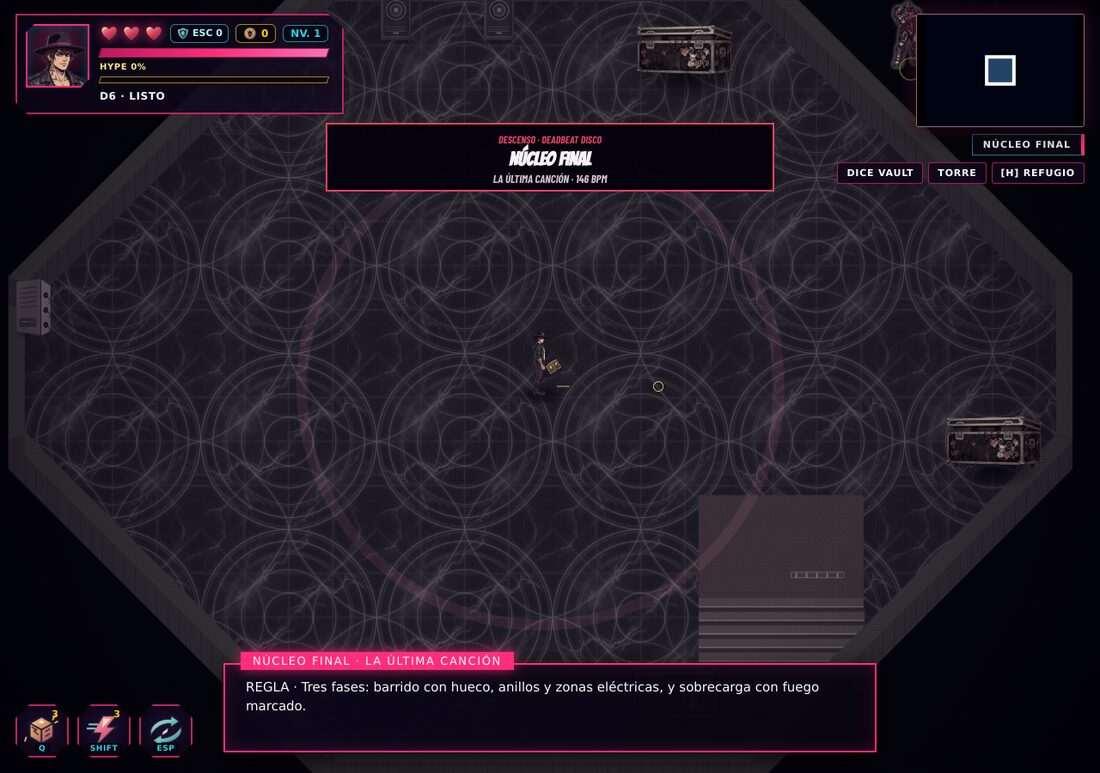 ESC 0
0
NV. 1
HYPE 0%
D6 · LISTO
DESCENSO · DEADBEAT DISCO
NÚCLEO FINAL
LA ÚLTIMA CANCIÓN · 146 BPM
NÚCLEO FINAL
DICE VAULT
TORRE
[H] REFUGIO
NÚCLEO FINAL · LA ÚLTIMA CANCIÓN
REGLA · Tres fases: barrido con hueco, anillos y zonas eléctricas, y sobrecarga con fuego
marcado.
3
Q
3
SHIFT
ESP